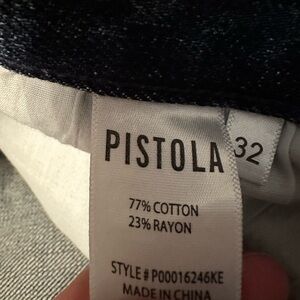 PISTOLA
32
77% COTTON
23% RAYON
STYLE # P00016246KE
MADE IN CHINA